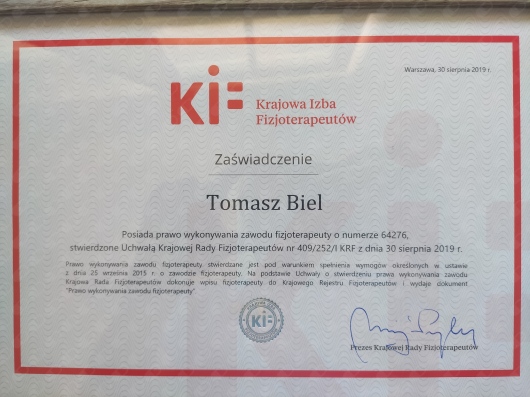 Warszawa, 30 sierpnia 2019 r.
KIF
Krajowa Izba
Fizjoterapeutów
Zaświadczenie
Tomasz Biel
Posiada prawo wykonywania zawodu fizjoterapeuty o numerze 64276,
stwierdzone Uchwałą Krajowej Rady Fizjoterapeutów nr 409/252/I KRF z dnia 30 sierpnia 2019 r.
Prawo wykonywania zawodu fizjoterapeuty stwierdzane jest pod warunkiem spełnienia wymogów określonych w ustawie
z dnia 25 września 2015 r. o zawodzie fizjoterapeuty. Na podstawie Uchwały o stwierdzeniu prawa wykonywania zawodu
Krajowa Rada Fizjoterapeutów dokonuje wpisu fizjoterapeuty do Krajowego Rejestru Fizjoterapeutów i wydaje dokument
"Prawo wykonywania zawodu fizjoterapeuty"
KIF
Prezes Krajowej Rady Fizjoterapeutów